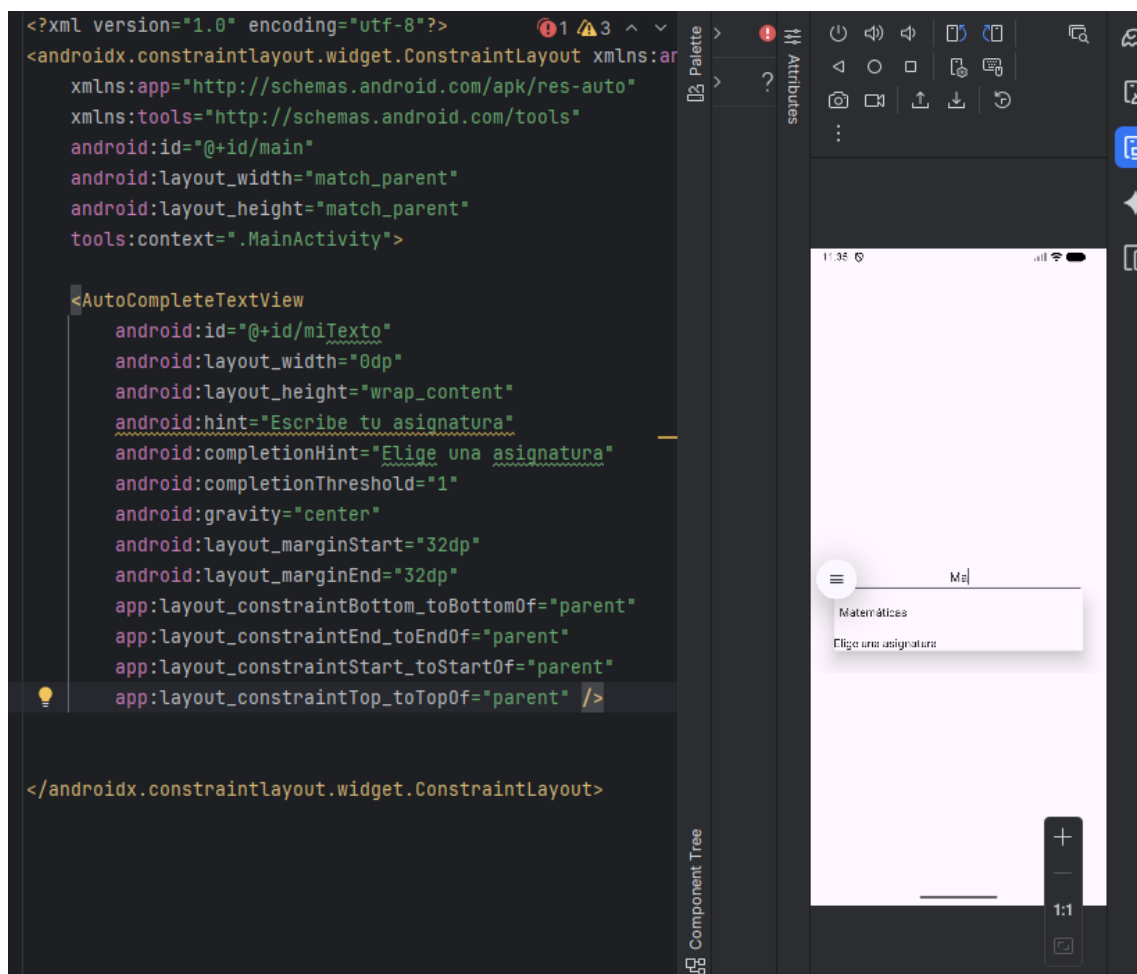 <?xml version="1.0" encoding="utf-8"?>
1 3
<androidx.constraintlayout.widget.ConstraintLayout xmlns:ar
xmlns:app="http://schemas.android.com/apk/res-auto"
xmlns:tools="http://schemas.android.com/tools"
android:id="@+id/main"
android:layout_width="match_parent"
android:layout_height="match_parent"
tools:context=".MainActivity">
<AutoCompleteTextView
android:id="@+id/miTexto"
android:layout_width="0dp"
android:layout_height="wrap_content"
android:hint="Escribe tu asignatura"
android:completionHint="Elige una asignatura"
android:completionThreshold="1"
android:gravity="center"
android:layout_marginStart="32dp"
android:layout_marginEnd="32dp"
app:layout_constraintBottom_toBottomOf="parent"
app:layout_constraintEnd_toEndOf="parent"
app:layout_constraintStart_toStartOf="parent"
app:layout_constraintTop_toTopOf="parent" />
</androidx.constraintlayout.widget.ConstraintLayout>
Palette
Component Tree
?
Attributes
11:35
Ma
Matemáticas
Elige una asignatura
1:1